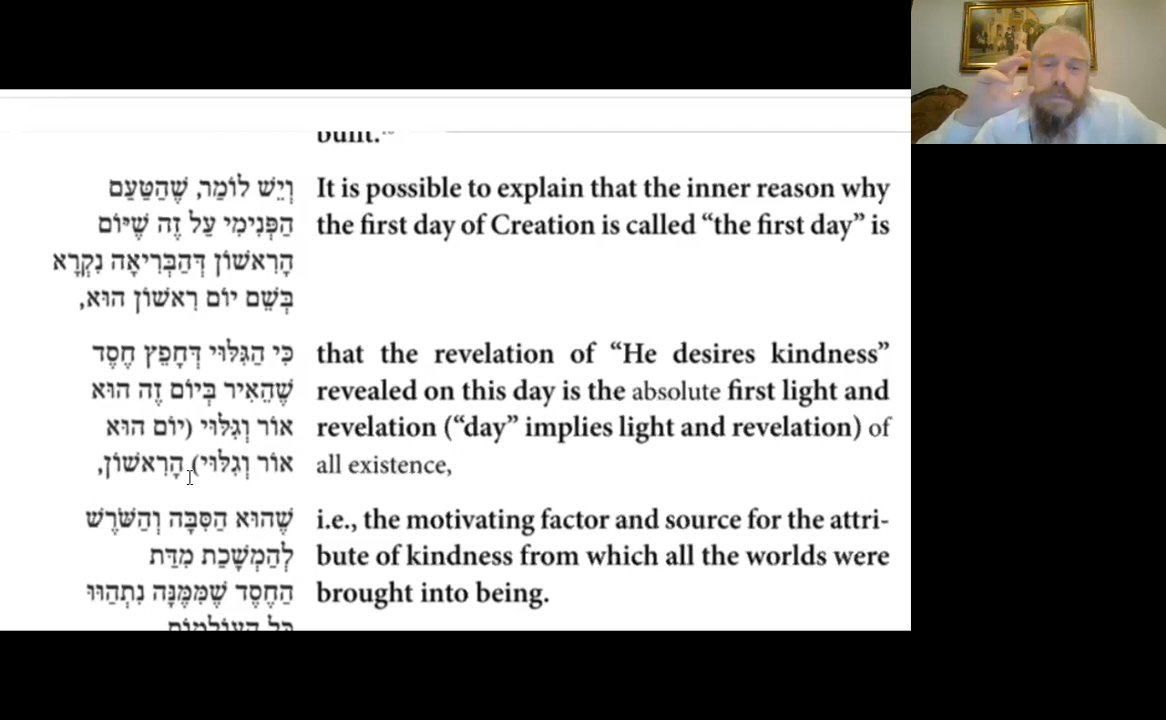 built.
וְיֵשׁ לוֹמַר, שֶׁהַטַּעַם
הַפְּנִימִי עַל זֶה שֶׁיּוֹם
הָרִאשׁוֹן דְּהַבְּרִיאָה נִקְרָא
בְּשֵׁם יוֹם רִאשׁוֹן הוּא,
It is possible to explain that the inner reason why
the first day of Creation is called “the first day” is
כִּי הַגִּלּוּי דְּחָפֵץ חֶסֶד
שֶׁהֵאִיר בְּיוֹם זֶה הוּא
אוֹר וְגִלּוּי (יוֹם הוּא
אוֹר וְגִלּוּי) הָרִאשׁוֹן,
that the revelation of “He desires kindness”
revealed on this day is the absolute first light and
revelation (“day” implies light and revelation) of
all existence,
שֶׁהוּא הַסִּבָּה וְהַשֹּׁרֶשׁ
לְהַמְשָׁכַת מִדַּת
הַחֶסֶד שֶׁמִּמֶּנָּה נִתְהַוּוּ
כָּל הָעוֹלָמוֹת
i.e., the motivating factor and source for the attri-
bute of kindness from which all the worlds were
brought into being.